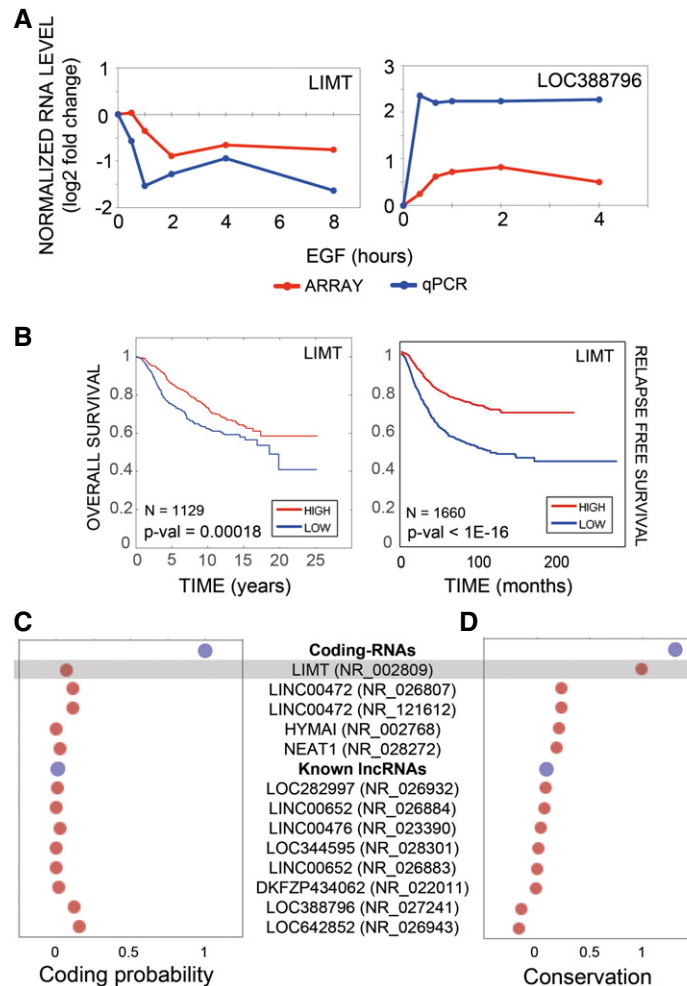 A
NORMALIZED RNA LEVEL
(log2 fold change)
1
0
-1
-2
0 2 4 6 8
LIMT
3
2
1
0
0 2 4
LOC388796
EGF (hours)
ARRAY qPCR
B
OVERALL SURVIVAL
1
0.8
0.6
0.4
0.2
0
LIMT
N = 1129
p-val = 0.00018
HIGH
LOW
0 5 10 15 20 25
TIME (years)
1
0.8
0.6
0.4
0.2
0
LIMT
N = 1660
p-val < 1E-16
HIGH
LOW
0 100 200
TIME (months)
RELAPSE FREE SURVIVAL
C
D
Coding-RNAs
LIMT (NR_002809)
LINC00472 (NR_026807)
LINC00472 (NR_121612)
HYMAI (NR_002768)
NEAT1 (NR_028272)
Known lncRNAs
LOC282997 (NR_026932)
LINC00652 (NR_026884)
LINC00476 (NR_023390)
LOC344595 (NR_028301)
LINC00652 (NR_026883)
DKFZP434062 (NR_022011)
LOC388796 (NR_027241)
LOC642852 (NR_026943)
0 0.5 1
Coding probability
0 0.5 1
Conservation